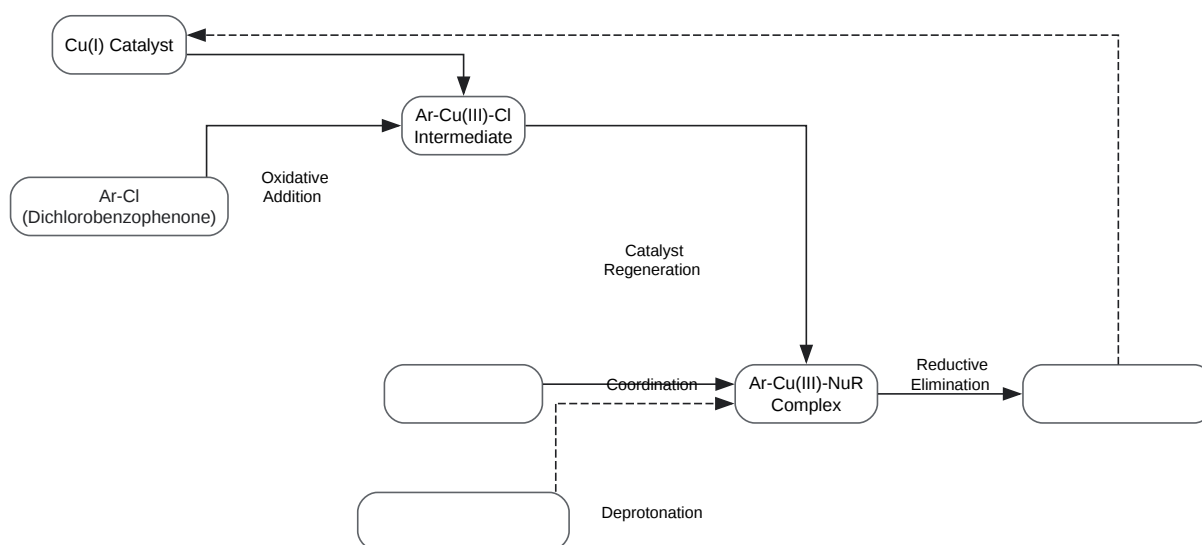 Cu(I) Catalyst
Ar-Cu(III)-Cl
Intermediate
Oxidative
Addition
Ar-Cl
(Dichlorobenzophenone)
Catalyst
Regeneration
Coordination
Ar-Cu(III)-NuR
Complex
Reductive
Elimination
Deprotonation